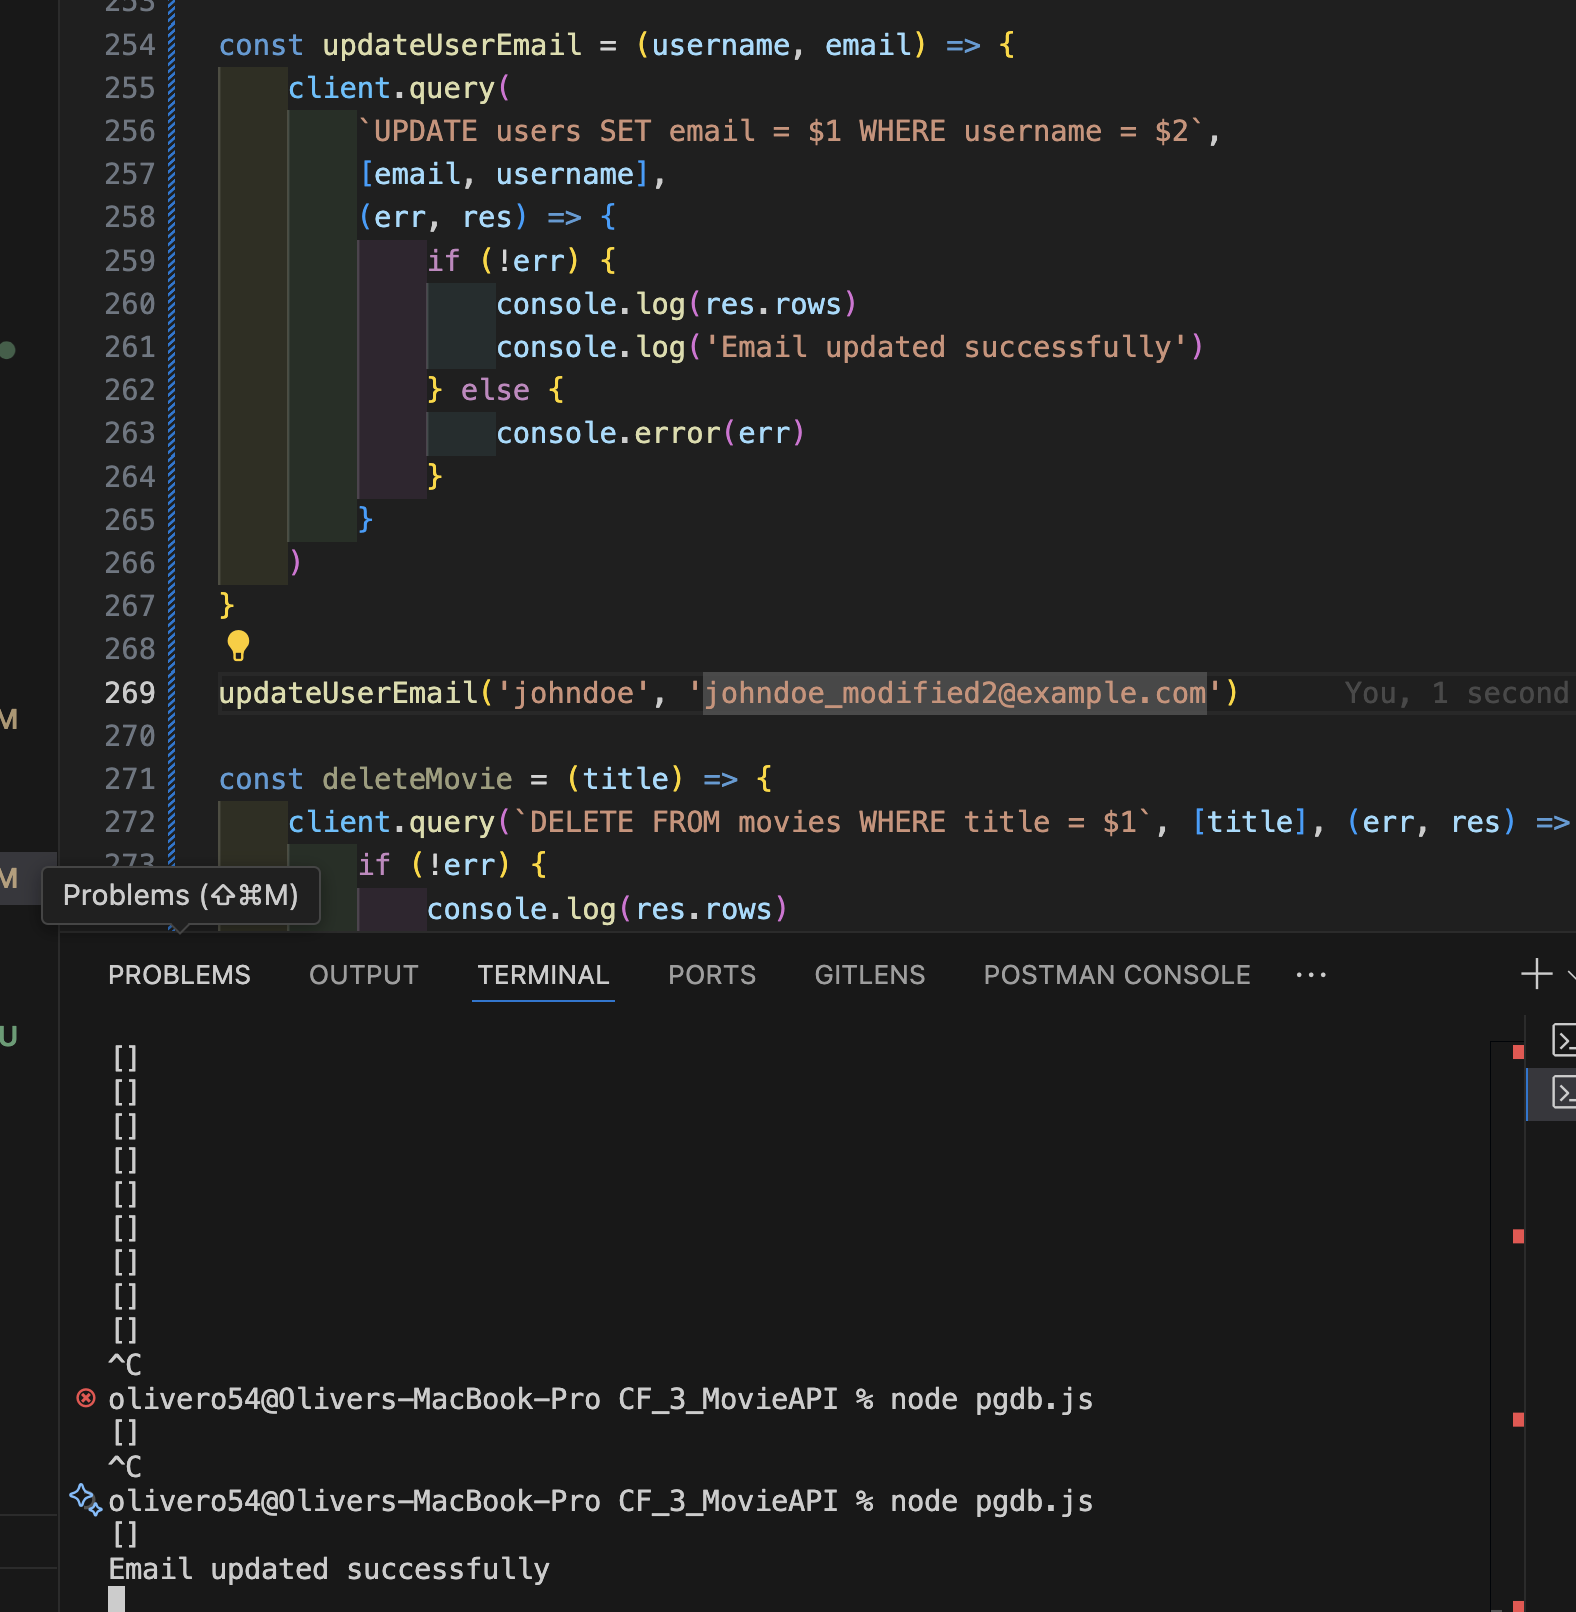 253
254 const updateUserEmail = (username, email) => {
255 client.query(
256 `UPDATE users SET email = $1 WHERE username = $2`,
257 [email, username],
258 (err, res) => {
259 if (!err) {
260 console.log(res.rows)
261 console.log('Email updated successfully')
262 } else {
263 console.error(err)
264 }
265 }
266 )
267 }
268
269 updateUserEmail('johndoe', 'johndoe_modified2@example.com') You, 1 second
M
270
271 const deleteMovie = (title) => {
272 client.query(`DELETE FROM movies WHERE title = $1`, [title], (err, res) =>
273 if (!err) {
M
Problems (⇧⌘M)
console.log(res.rows)
PROBLEMS OUTPUT TERMINAL PORTS GITLENS POSTMAN CONSOLE ···
U
[]
[]
[]
[]
[]
[]
[]
[]
[]
^C
olivero54@Olivers-MacBook-Pro CF_3_MovieAPI % node pgdb.js
[]
^C
olivero54@Olivers-MacBook-Pro CF_3_MovieAPI % node pgdb.js
[]
Email updated successfully